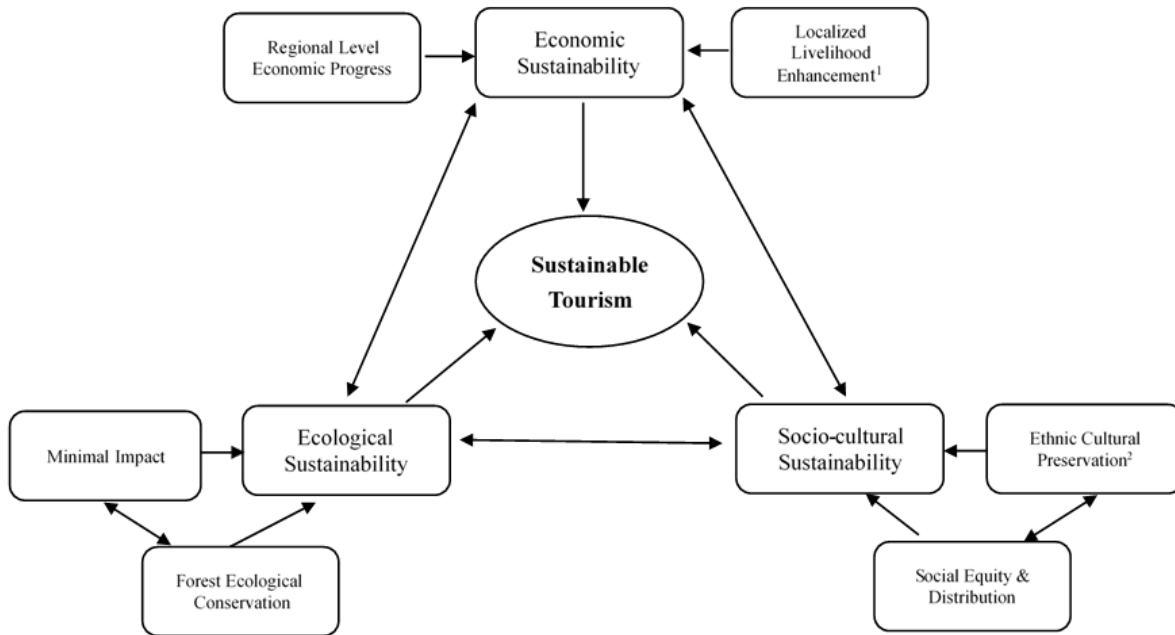 Regional Level
Economic Progress
Economic
Sustainability
Localized
Livelihood
Enhancement¹
Sustainable
Tourism
Minimal Impact
Ecological
Sustainability
Socio-cultural
Sustainability
Ethnic Cultural
Preservation²
Forest Ecological
Conservation
Social Equity &
Distribution